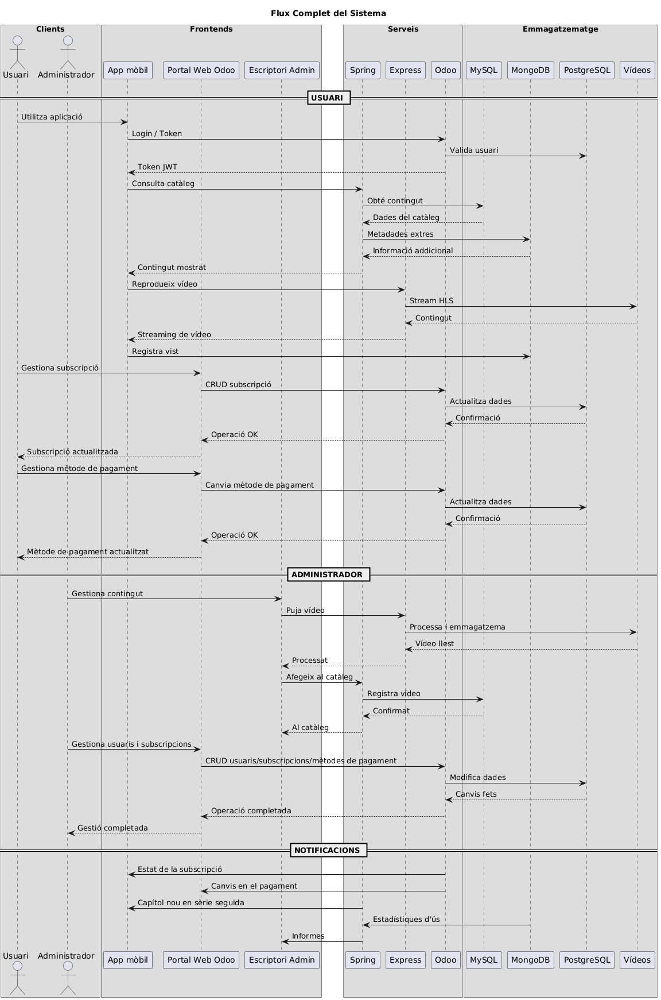 Flux Complet del Sistema
Clients
Frontends
Serveis
Emmagatzematge
Usuari
Administrador
App mòbil
Portal Web Odoo
Escriptori Admin
Spring
Express
Odoo
MySQL
MongoDB
PostgreSQL
Vídeos
USUARI
Utilitza aplicació
Login / Token
Valida usuari
Token JWT
Consulta catàleg
Obté contingut
Dades del catàleg
Metadades extres
Informació addicional
Contingut mostrat
Reprodueix vídeo
Stream HLS
Contingut
Streaming de vídeo
Registra vist
Gestiona subscripció
CRUD subscripció
Actualitza dades
Confirmació
Operació OK
Subscripció actualitzada
Gestiona mètode de pagament
Canvia mètode de pagament
Actualitza dades
Confirmació
Operació OK
Mètode de pagament actualitzat
ADMINISTRADOR
Gestiona contingut
Puja vídeo
Processa i emmagatzema
Vídeo llest
Processat
Afegeix al catàleg
Registra vídeo
Confirmat
Al catàleg
Gestiona usuaris i subscripcions
CRUD usuaris/subscripcions/mètodes de pagament
Modifica dades
Canvis fets
Operació completada
Gestió completada
NOTIFICACIONS
Estat de la subscripció
Canvis en el pagament
Capítol nou en sèrie seguida
Estadístiques d'ús
Informes
Usuari
Administrador
App mòbil
Portal Web Odoo
Escriptori Admin
Spring
Express
Odoo
MySQL
MongoDB
PostgreSQL
Vídeos